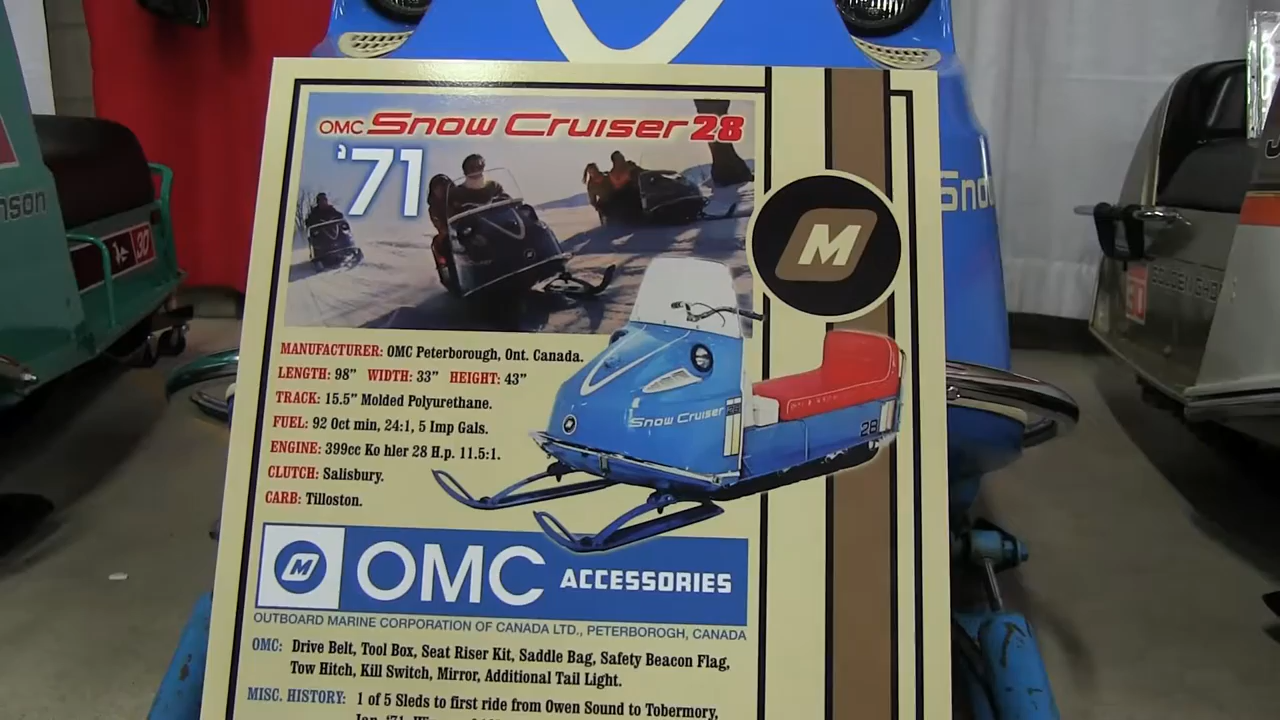 OMC Snow Cruiser 28
'71
M
MANUFACTURER: OMC Peterborough, Ont. Canada.
LENGTH: 98” WIDTH: 33” HEIGHT: 43”
TRACK: 15.5” Molded Polyurethane.
FUEL: 92 Oct min, 24:1, 5 Imp Gals.
ENGINE: 399cc Ko hler 28 H.p. 11.5:1.
CLUTCH: Salisbury.
CARB: Tilloston.
Snow Cruiser
28
M OMC ACCESSORIES
OUTBOARD MARINE CORPORATION OF CANADA LTD., PETERBOROGH, CANADA
OMC: Drive Belt, Tool Box, Seat Riser Kit, Saddle Bag, Safety Beacon Flag,
Tow Hitch, Kill Switch, Mirror, Additional Tail Light.
MISC. HISTORY: 1 of 5 Sleds to first ride from Owen Sound to Tobermory,
nson
30
Sno